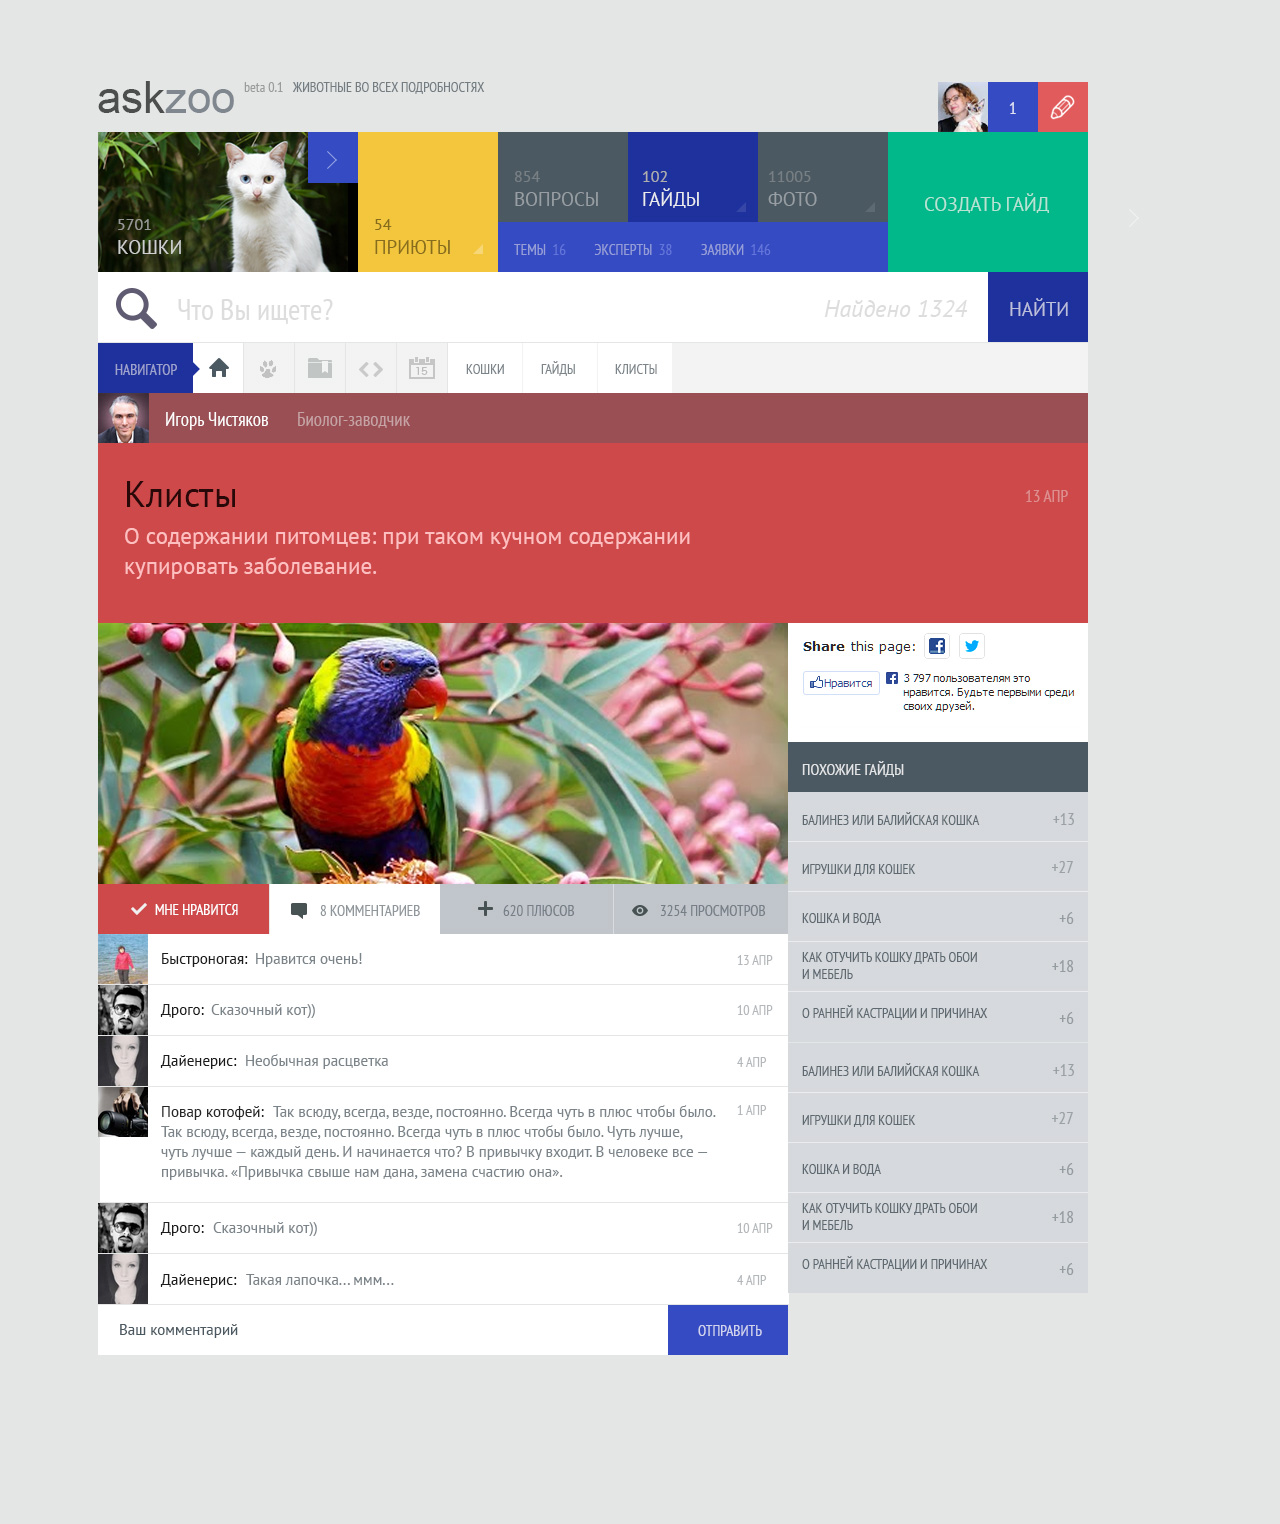 askzoo beta 0.1 ЖИВОТНЫЕ ВО ВСЕХ ПОДРОБНОСТЯХ
1
5701
КОШКИ
54
ПРИЮТЫ
854
ВОПРОСЫ
102
ГАЙДЫ
11005
ФОТО
ТЕМЫ 16 ЭКСПЕРТЫ 38 ЗАЯВКИ 146
СОЗДАТЬ ГАЙД
Что Вы ищете? Найдено 1324 НАЙТИ
НАВИГАТОР 15 КОШКИ ГАЙДЫ КЛИСТЫ
Игорь Чистяков Биолог-заводчик
Клисты 13 АПР
О содержании питомцев: при таком кучном содержании
купировать заболевание.
Share this page:
Нравится
3 797 пользователям это
нравится. Будьте первыми среди
своих друзей.
МНЕ НРАВИТСЯ 8 КОММЕНТАРИЕВ 620 ПЛЮСОВ 3254 ПРОСМОТРОВ
Быстроногая: Нравится очень! 13 АПР
Дрого: Сказочный кот)) 10 АПР
Дайенерис: Необычная расцветка 4 АПР
Повар котофей: Так всюду, всегда, везде, постоянно. Всегда чуть в плюс чтобы было. 1 АПР
Так всюду, всегда, везде, постоянно. Всегда чуть в плюс чтобы было. Чуть лучше,
чуть лучше — каждый день. И начинается что? В привычку входит. В человеке все —
привычка. «Привычка свыше нам дана, замена счастию она».
Дрого: Сказочный кот)) 10 АПР
Дайенерис: Такая лапочка... ммм... 4 АПР
Ваш комментарий ОТПРАВИТЬ
ПОХОЖИЕ ГАЙДЫ
БАЛИНЕЗ ИЛИ БАЛИЙСКАЯ КОШКА +13
ИГРУШКИ ДЛЯ КОШЕК +27
КОШКА И ВОДА +6
КАК ОТУЧИТЬ КОШКУ ДРАТЬ ОБОИ
И МЕБЕЛЬ +18
О РАННЕЙ КАСТРАЦИИ И ПРИЧИНАХ +6
БАЛИНЕЗ ИЛИ БАЛИЙСКАЯ КОШКА +13
ИГРУШКИ ДЛЯ КОШЕК +27
КОШКА И ВОДА +6
КАК ОТУЧИТЬ КОШКУ ДРАТЬ ОБОИ
И МЕБЕЛЬ +18
О РАННЕЙ КАСТРАЦИИ И ПРИЧИНАХ +6